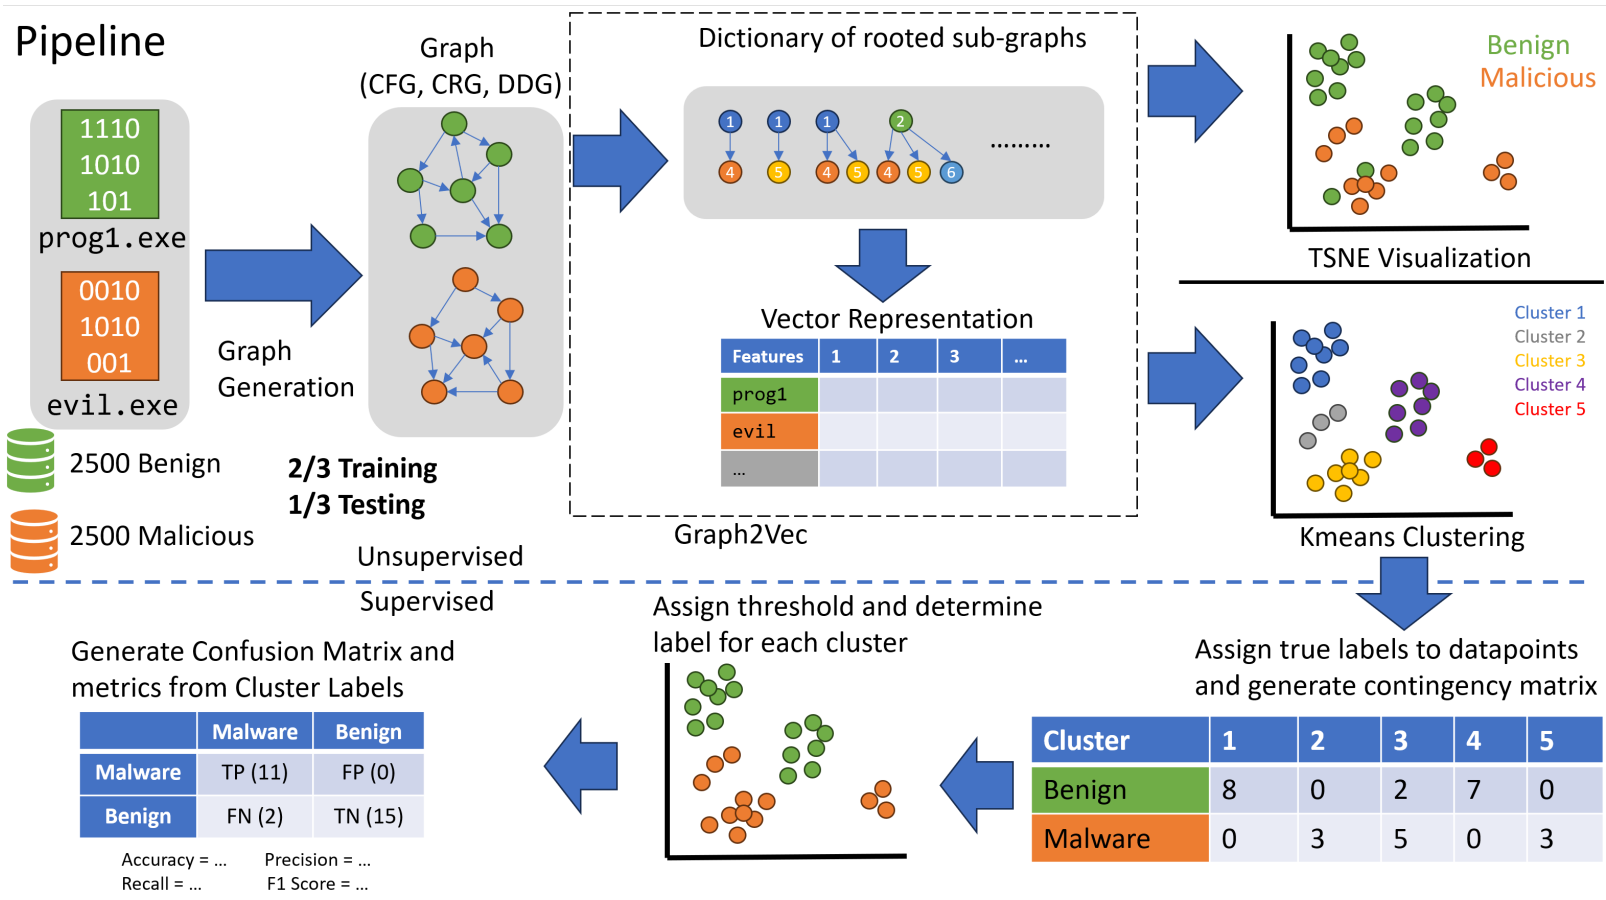 Pipeline
1110
1010
101
prog1.exe
0010
1010
001
evil.exe
2500 Benign
2500 Malicious
Graph
Generation
Graph
(CFG, CRG, DDG)
2/3 Training
1/3 Testing
Dictionary of rooted sub-graphs
1 1 1 2
4 5 4 5 4 5 6
.........
Vector Representation
Features 1 2 3 ...
prog1
evil
...
Graph2Vec
Benign
Malicious
TSNE Visualization
Cluster 1
Cluster 2
Cluster 3
Cluster 4
Cluster 5
Kmeans Clustering
Unsupervised
Supervised
Assign true labels to datapoints
and generate contingency matrix
Cluster 1 2 3 4 5
Benign 8 0 2 7 0
Malware 0 3 5 0 3
Assign threshold and determine
label for each cluster
Generate Confusion Matrix and
metrics from Cluster Labels
Malware Benign
Malware TP (11) FP (0)
Benign FN (2) TN (15)
Accuracy = ... Precision = ...
Recall = ... F1 Score = ...